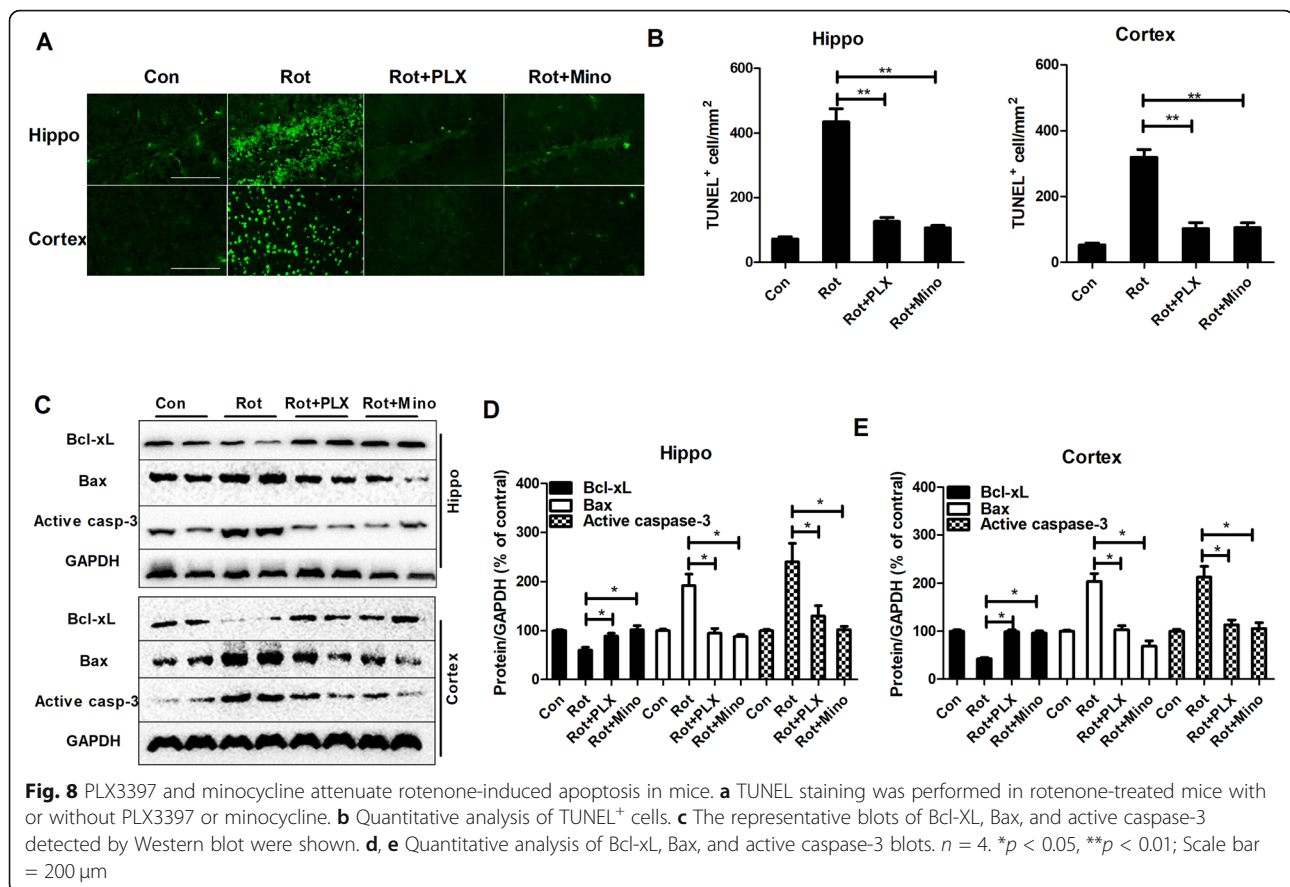 A
Con Rot Rot+PLX Rot+Mino
Hippo
Cortex
B
Hippo
TUNEL⁺ cell/mm²
600
400
200
0
**
**
Con Rot Rot+PLX Rot+Mino
Cortex
TUNEL⁺ cell/mm²
600
400
200
0
**
**
Con Rot Rot+PLX Rot+Mino
C
Con Rot Rot+PLX Rot+Mino
Bcl-xL
Bax
Active casp-3
GAPDH
Hippo
Bcl-xL
Bax
Active casp-3
GAPDH
Cortex
D
Hippo
Protein/GAPDH (% of contral)
400
300
200
100
0
Bcl-xL
Bax
Active caspase-3
*
*
*
*
*
*
Con Rot Rot+PLX Rot+Mino Con Rot Rot+PLX Rot+Mino Con Rot Rot+PLX Rot+Mino
E
Cortex
Protein/GAPDH (% of contral)
400
300
200
100
0
Bcl-xL
Bax
Active caspase-3
*
*
*
*
*
*
Con Rot Rot+PLX Rot+Mino Con Rot Rot+PLX Rot+Mino Con Rot Rot+PLX Rot+Mino
Fig. 8 PLX3397 and minocycline attenuate rotenone-induced apoptosis in mice. a TUNEL staining was performed in rotenone-treated mice with
or without PLX3397 or minocycline. b Quantitative analysis of TUNEL⁺ cells. c The representative blots of Bcl-XL, Bax, and active caspase-3
detected by Western blot were shown. d, e Quantitative analysis of Bcl-xL, Bax, and active caspase-3 blots. n = 4. *p < 0.05, **p < 0.01; Scale bar
= 200 μm